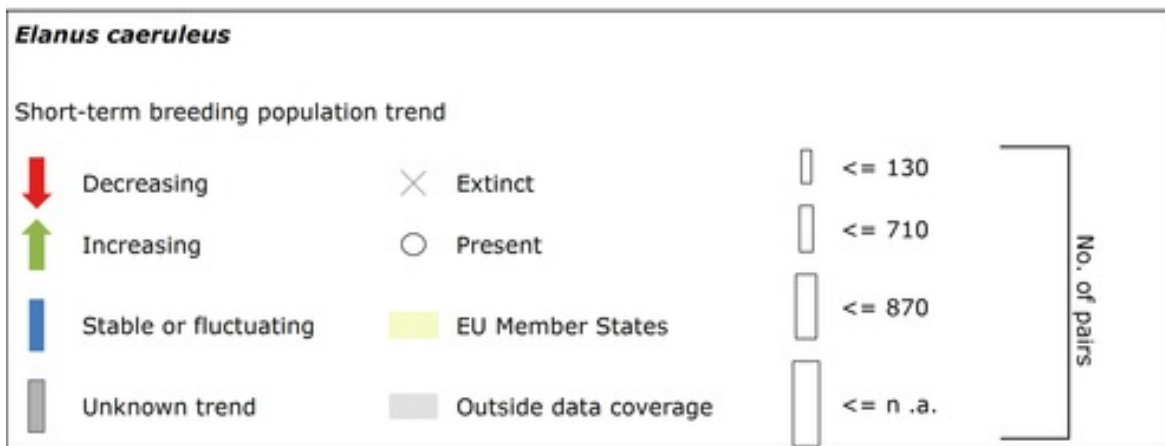 Elanus caeruleus
Short-term breeding population trend
Decreasing
Increasing
Stable or fluctuating
Unknown trend
Extinct
Present
EU Member States
Outside data coverage
<= 130
<= 710
<= 870
<= n .a.
No. of pairs